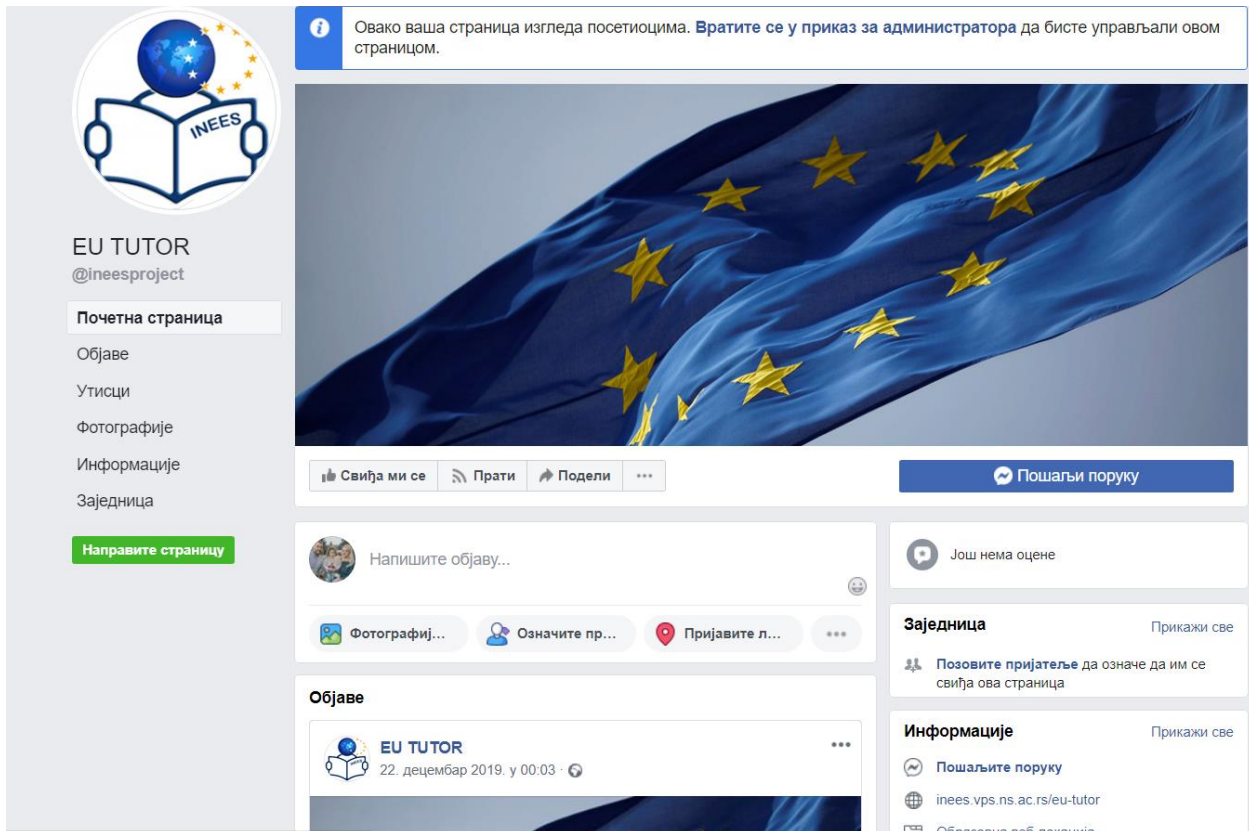 Овако ваша страница изгледа посетиоцима. Вратите се у приказ за администратора да бисте управљали овом
страницом.
INEES
EU TUTOR
@ineesproject
Почетна страница
Објаве
Утисци
Фотографије
Информације
Заједница
Направите страницу
Свиђа ми се
Прати
Подели
...
Пошаљи поруку
Напишите објаву...
Фотографиј...
Означите пр...
Пријавите л...
...
Објаве
EU TUTOR
22. децембар 2019. у 00:03 ·
...
Још нема оцене
Заједница
Прикажи све
Позовите пријатеље да означе да им се
свиђа ова страница
Информације
Прикажи све
Пошаљите поруку
inees.vps.ns.ac.rs/eu-tutor